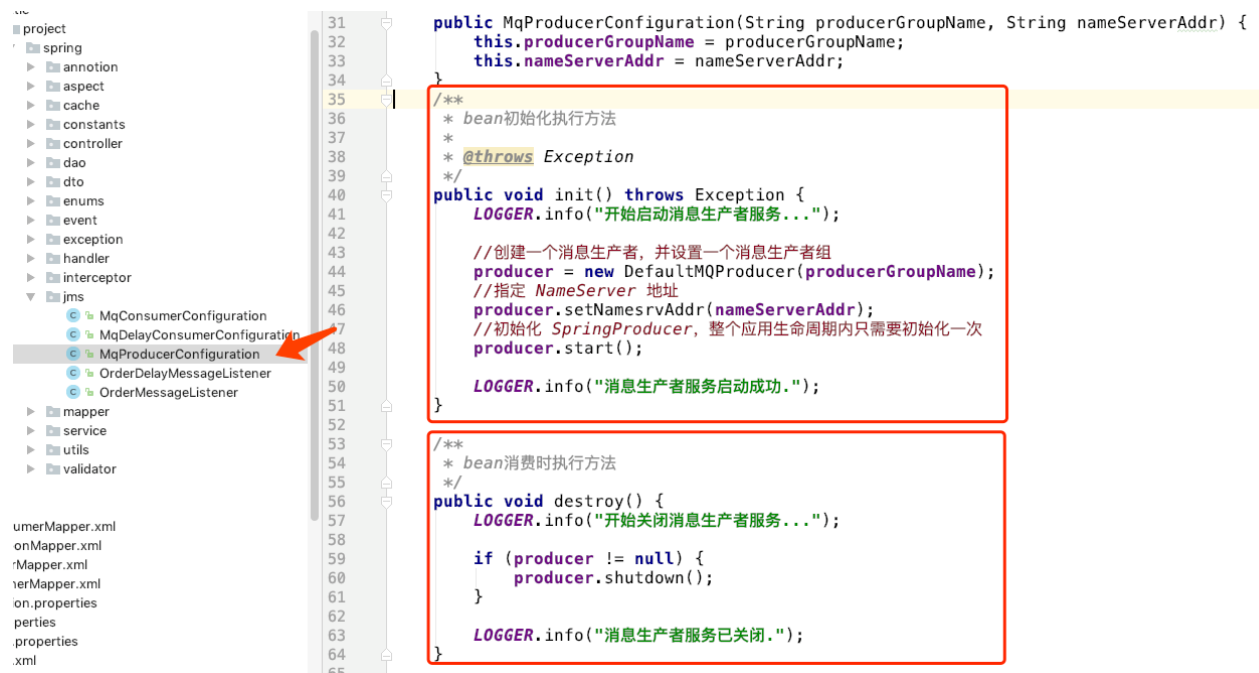 project
spring
annotion
aspect
cache
constants
controller
dao
dto
enums
event
exception
handler
interceptor
jms
MqConsumerConfiguration
MqDelayConsumerConfiguration
MqProducerConfiguration
OrderDelayMessageListener
OrderMessageListener
mapper
service
utils
validator
umerMapper.xml
onMapper.xml
rMapper.xml
nerMapper.xml
ion.properties
perties
.properties
.xml
31 public MqProducerConfiguration(String producerGroupName, String nameServerAddr) {
32 this.producerGroupName = producerGroupName;
33 this.nameServerAddr = nameServerAddr;
34 }
35 /**
36 * bean初始化执行方法
37 *
38 * @throws Exception
39 */
40 public void init() throws Exception {
41 LOGGER.info("开始启动消息生产者服务...");
42
43 //创建一个消息生产者，并设置一个消息生产者组
44 producer = new DefaultMQProducer(producerGroupName);
45 //指定 NameServer 地址
46 producer.setNamesrvAddr(nameServerAddr);
47 //初始化 SpringProducer，整个应用生命周期内只需要初始化一次
48 producer.start();
49
50 LOGGER.info("消息生产者服务启动成功.");
51 }
52
53 /**
54 * bean消费时执行方法
55 */
56 public void destroy() {
57 LOGGER.info("开始关闭消息生产者服务...");
58
59 if (producer != null) {
60 producer.shutdown();
61 }
62
63 LOGGER.info("消息生产者服务已关闭.");
64 }